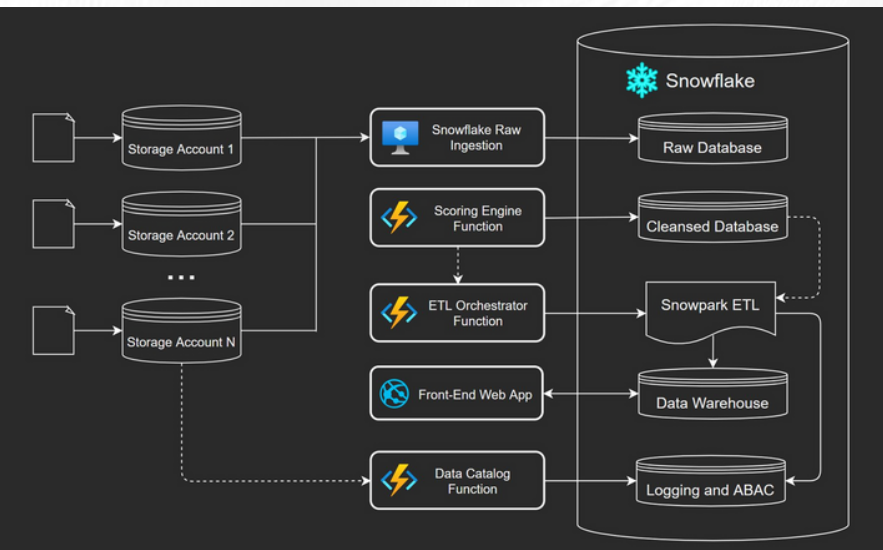 Snowflake
Storage Account 1
Snowflake Raw
Ingestion
Raw Database
Storage Account 2
Scoring Engine
Function
Cleansed Database
...
Storage Account N
ETL Orchestrator
Function
Snowpark ETL
Front-End Web App
Data Warehouse
Data Catalog
Function
Logging and ABAC